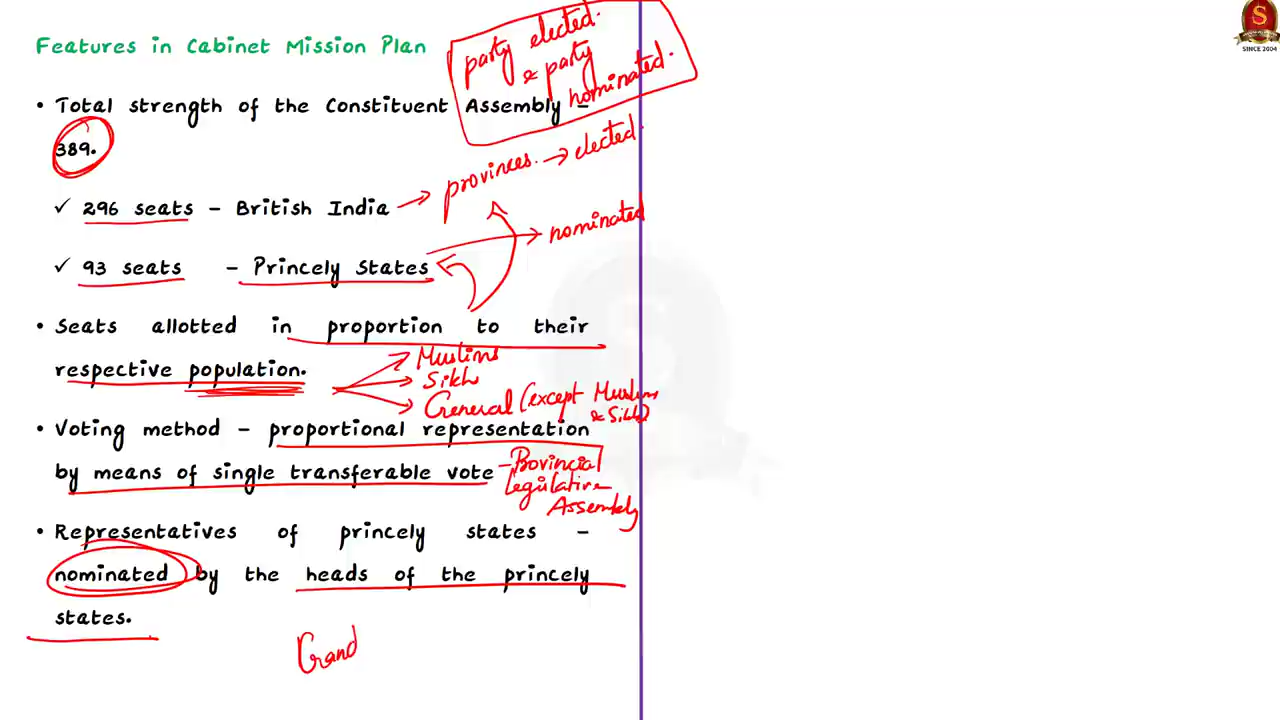 Features in Cabinet Mission Plan
party elected.
& party
nominated.
• Total strength of the Constituent Assembly –
389.
provinces. → elected
✓ 296 seats – British India →
nominated
✓ 93 seats – Princely States
• Seats allotted in proportion to their
respective population.
Muslims
Sikh
General (except Muslims
& Sikh)
• Voting method – proportional representation
by means of single transferable vote
- Provincial
Legislative
Assembly
• Representatives of princely states –
nominated by the heads of the princely
states.
Grand
S
SINCE 2004